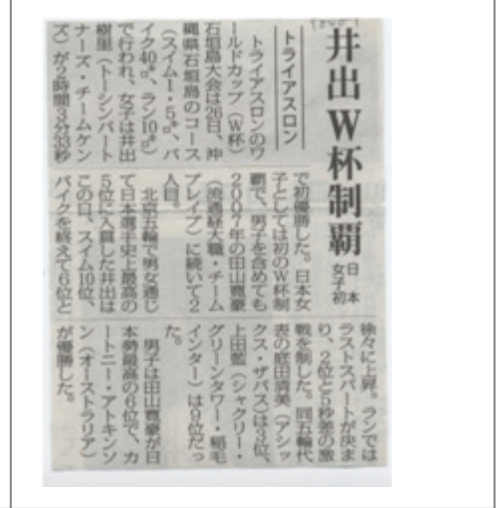 井出W杯制覇
日本
女子初
トライアスロン
トライアスロンのワ
ールドカップ（W杯）
石垣島大会は26日、沖
縄県石垣島のコース
（スイム1・5㌔、バ
イク40㌔、ラン10㌔）
で行われ、女子は井出
樹里（トーシンパート
ナーズ・チームケン
ズ）が2時間3分33秒
で初優勝した。日本女
子としては初のW杯制
覇で、男子を含めても
2007年の田山寛豪
（流通経大職・チーム
ブレイブ）に続いて2
人目。
北京五輪で男女通じ
て日本選手史上最高の
5位に入賞した井出は
この日、スイム10位、
バイクを終えて6位と
徐々に上昇。ランでは
ラストスパートが決ま
り、2位と5秒差の激
戦を制した。同五輪代
表の庭田清美（アシッ
クス・ザバス）は3位、
上田藍（シャクリー・
グリーンタワー・稲毛
インター）は9位だっ
た。
男子は田山寛豪が日
本勢最高の6位で、カ
ートニー・アトキンソ
ン（オーストラリア）
が優勝した。